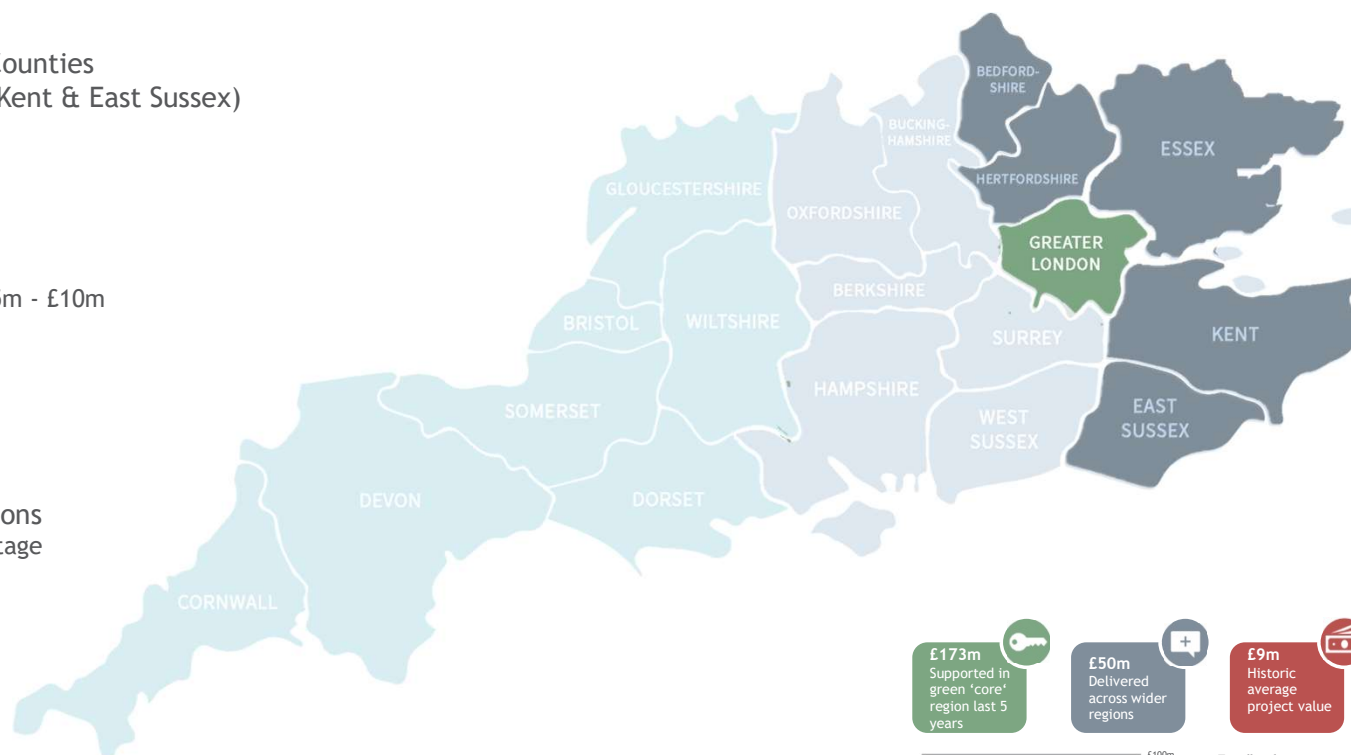 ounties
Kent & East Sussex)
m - £10m
ons
tage
BEDFORD-
SHIRE
BUCKING-
HAMSHIRE
ESSEX
HERTFORDSHIRE
GLOUCESTERSHIRE
OXFORDSHIRE
GREATER
LONDON
BERKSHIRE
BRISTOL
WILTSHIRE
SURREY
KENT
HAMPSHIRE
SOMERSET
WEST
SUSSEX
EAST
SUSSEX
DEVON
DORSET
CORNWALL
£173m
Supported in
green ‘core‘
region last 5
years
£50m
Delivered
across wider
regions
£9m
Historic
average
project value
£100m